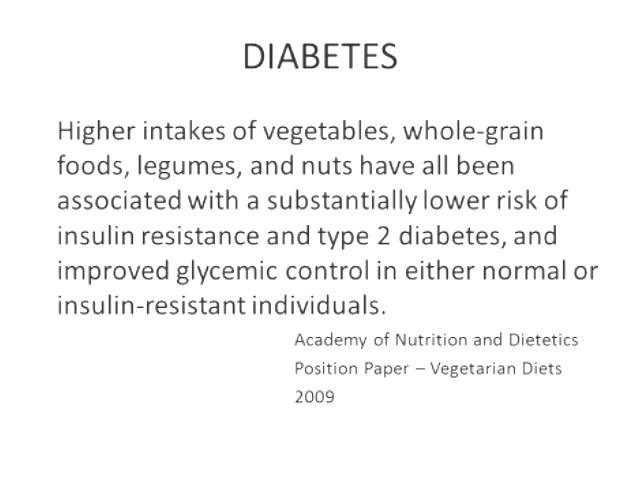 DIABETES
Higher intakes of vegetables, whole-grain
foods, legumes, and nuts have all been
associated with a substantially lower risk of
insulin resistance and type 2 diabetes, and
improved glycemic control in either normal or
insulin-resistant individuals.
Academy of Nutrition and Dietetics
Position Paper – Vegetarian Diets
2009